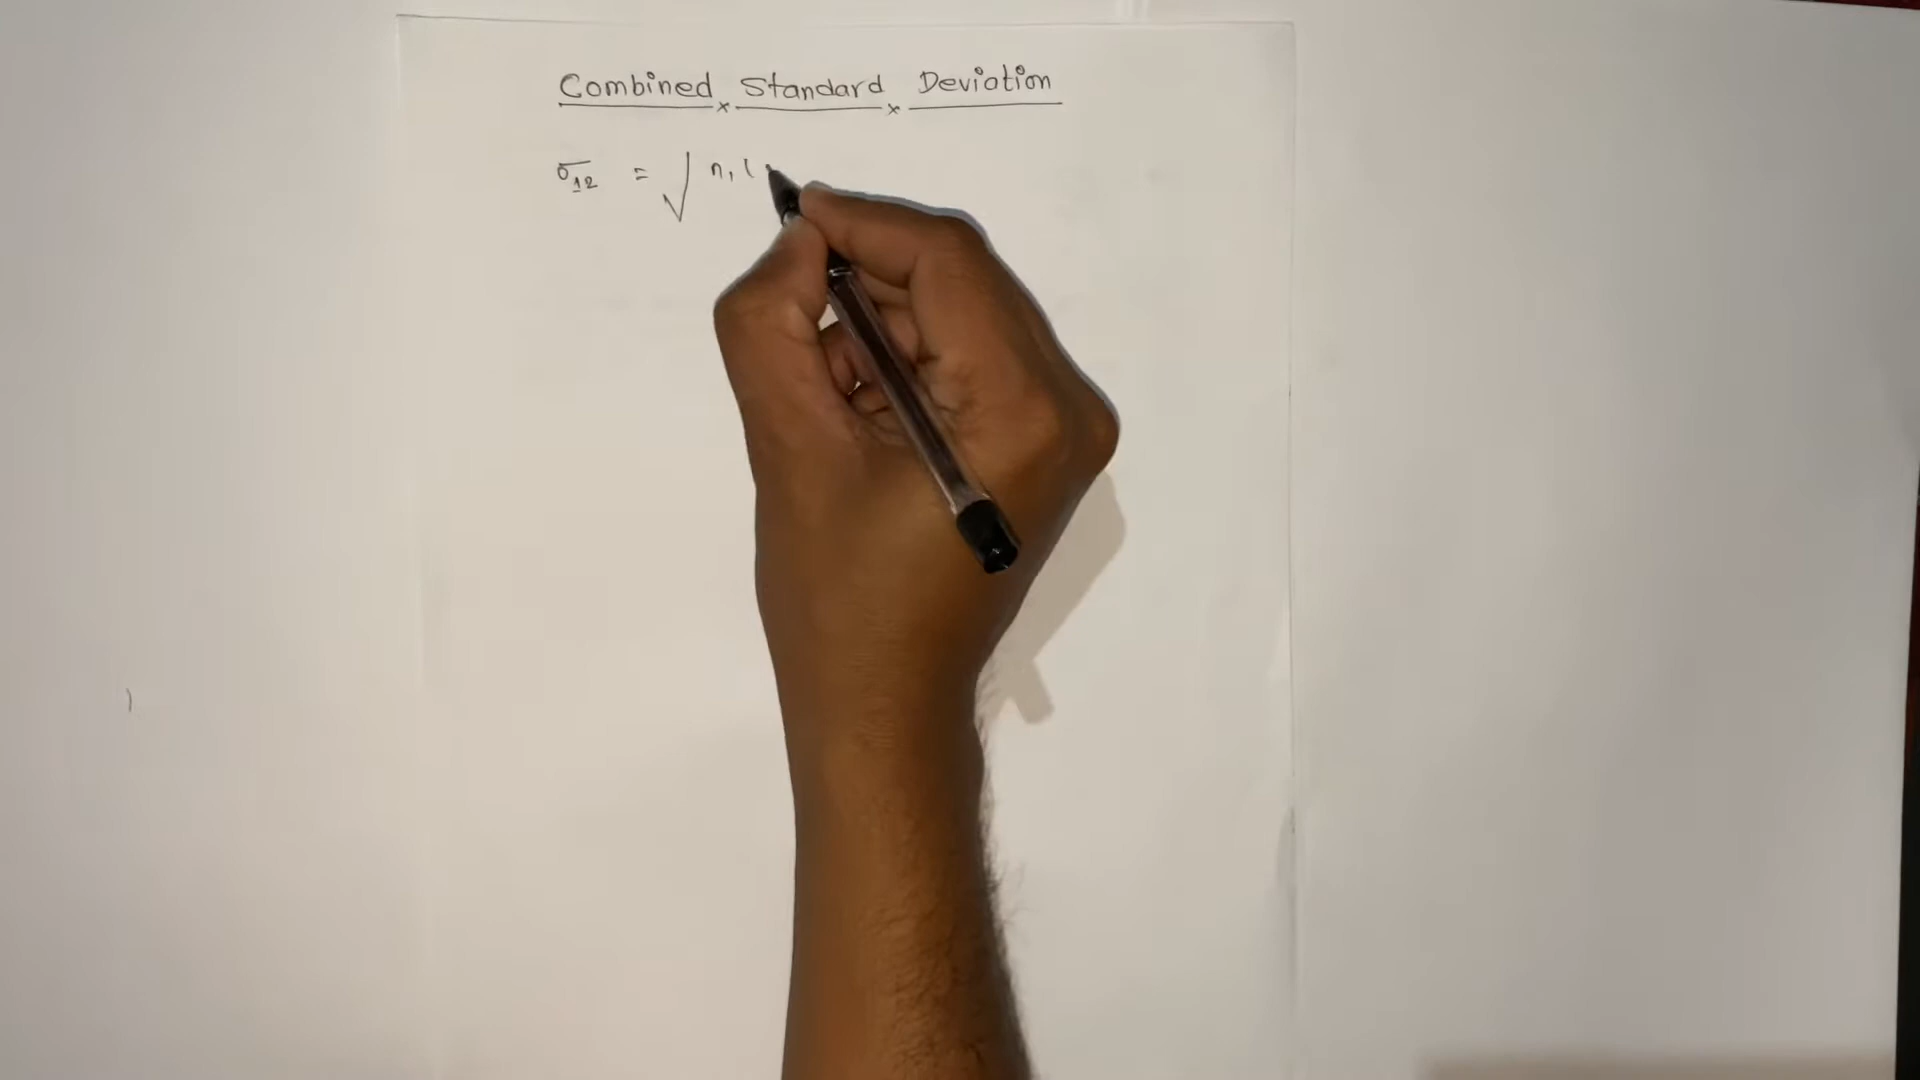 Combined Standard Deviation
σ₁₂ = √ n₁ (